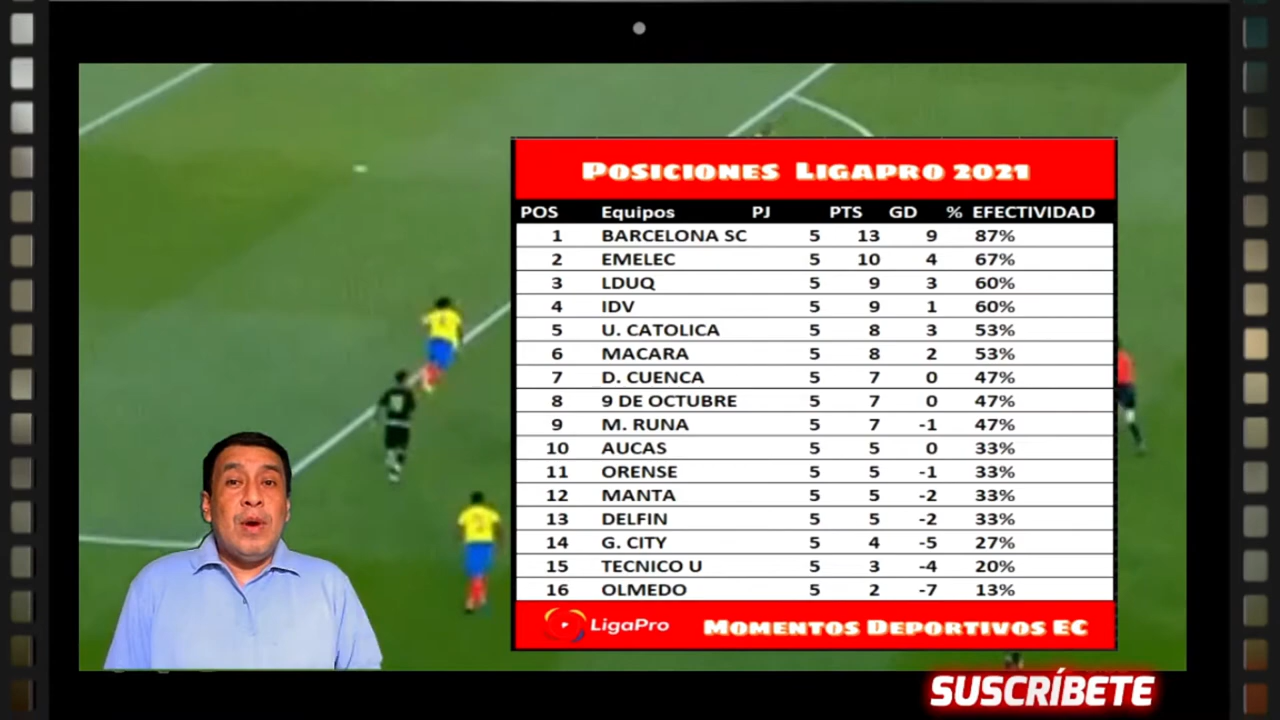 POSICIONES LIGAPRO 2021
POS Equipos PJ PTS GD % EFECTIVIDAD
1 BARCELONA SC 5 13 9 87%
2 EMELEC 5 10 4 67%
3 LDUQ 5 9 3 60%
4 IDV 5 9 1 60%
5 U. CATOLICA 5 8 3 53%
6 MACARA 5 8 2 53%
7 D. CUENCA 5 7 0 47%
8 9 DE OCTUBRE 5 7 0 47%
9 M. RUNA 5 7 -1 47%
10 AUCAS 5 5 0 33%
11 ORENSE 5 5 -1 33%
12 MANTA 5 5 -2 33%
13 DELFIN 5 5 -2 33%
14 G. CITY 5 4 -5 27%
15 TECNICO U 5 3 -4 20%
16 OLMEDO 5 2 -7 13%
LigaPro MOMENTOS DEPORTIVOS EC
SUSCRÍBETE